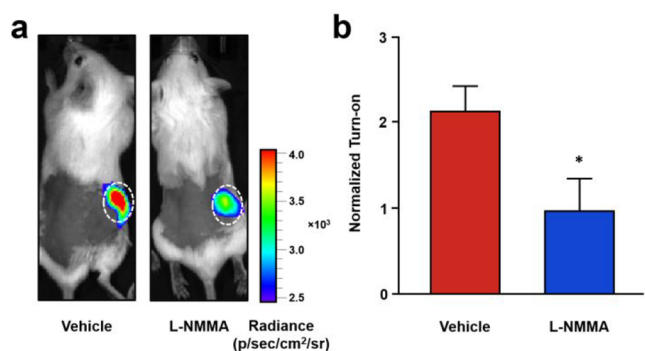 a
4.0
3.5
×10³
3.0
2.5
Vehicle
L-NMMA
Radiance
(p/sec/cm²/sr)
b
Normalized Turn-on
3
2
1
0
*
Vehicle
L-NMMA